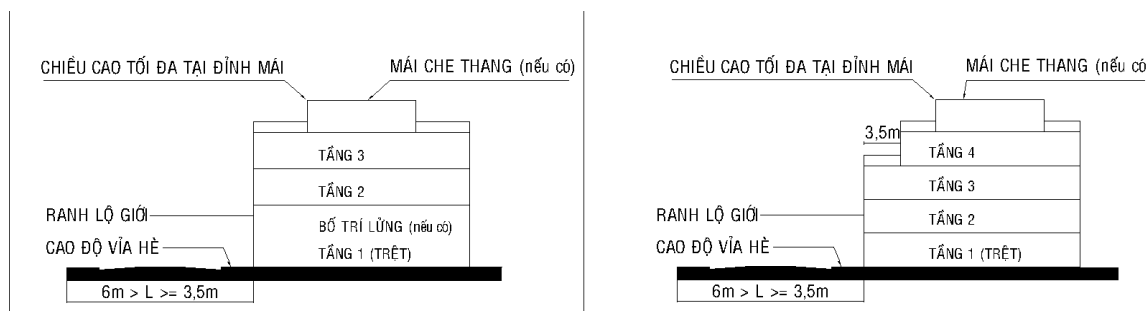 CHIỀU CAO TỐI ĐA TẠI ĐỈNH MÁI
MÁI CHE THANG (nếu có)
TẦNG 3
TẦNG 2
RANH LỘ GIỚI
BỐ TRÍ LỬNG (nếu có)
CAO ĐỘ VỈA HÈ
TẦNG 1 (TRỆT)
6m > L >= 3,5m
CHIỀU CAO TỐI ĐA TẠI ĐỈNH MÁI
MÁI CHE THANG (nếu có)
3,5m
TẦNG 4
TẦNG 3
RANH LỘ GIỚI
TẦNG 2
CAO ĐỘ VỈA HÈ
TẦNG 1 (TRỆT)
6m > L >= 3,5m